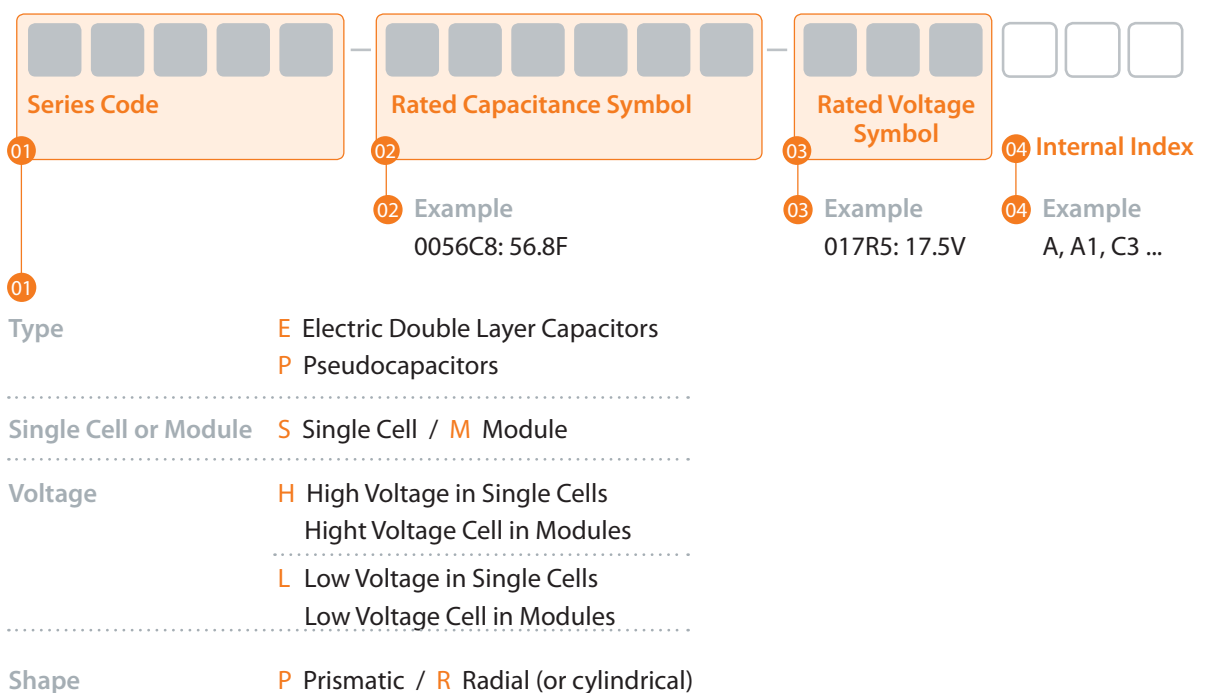 Series Code
Rated Capacitance Symbol
Rated Voltage
Symbol
01
02
03
04 Internal Index
02 Example
03 Example
04 Example
0056C8: 56.8F
017R5: 17.5V
A, A1, C3 ...
01
Type
E Electric Double Layer Capacitors
P Pseudocapacitors
Single Cell or Module S Single Cell / M Module
Voltage
H High Voltage in Single Cells
Hight Voltage Cell in Modules
L Low Voltage in Single Cells
Low Voltage Cell in Modules
Shape P Prismatic / R Radial (or cylindrical)